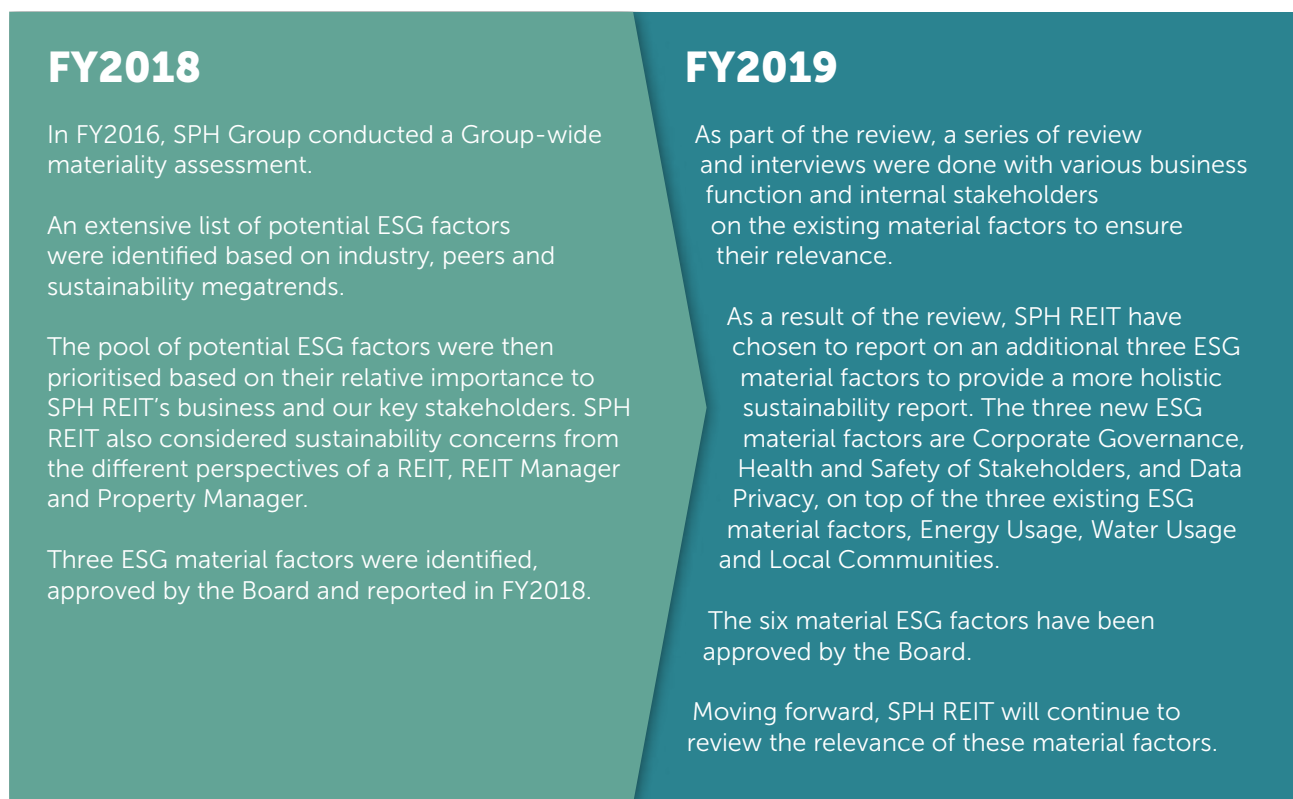 FY2018
In FY2016, SPH Group conducted a Group-wide
materiality assessment.
An extensive list of potential ESG factors
were identified based on industry, peers and
sustainability megatrends.
The pool of potential ESG factors were then
prioritised based on their relative importance to
SPH REIT's business and our key stakeholders. SPH
REIT also considered sustainability concerns from
the different perspectives of a REIT, REIT Manager
and Property Manager.
Three ESG material factors were identified,
approved by the Board and reported in FY2018.
FY2019
As part of the review, a series of review
and interviews were done with various business
function and internal stakeholders
on the existing material factors to ensure
their relevance.
As a result of the review, SPH REIT have
chosen to report on an additional three ESG
material factors to provide a more holistic
sustainability report. The three new ESG
material factors are Corporate Governance,
Health and Safety of Stakeholders, and Data
Privacy, on top of the three existing ESG
material factors, Energy Usage, Water Usage
and Local Communities.
The six material ESG factors have been
approved by the Board.
Moving forward, SPH REIT will continue to
review the relevance of these material factors.